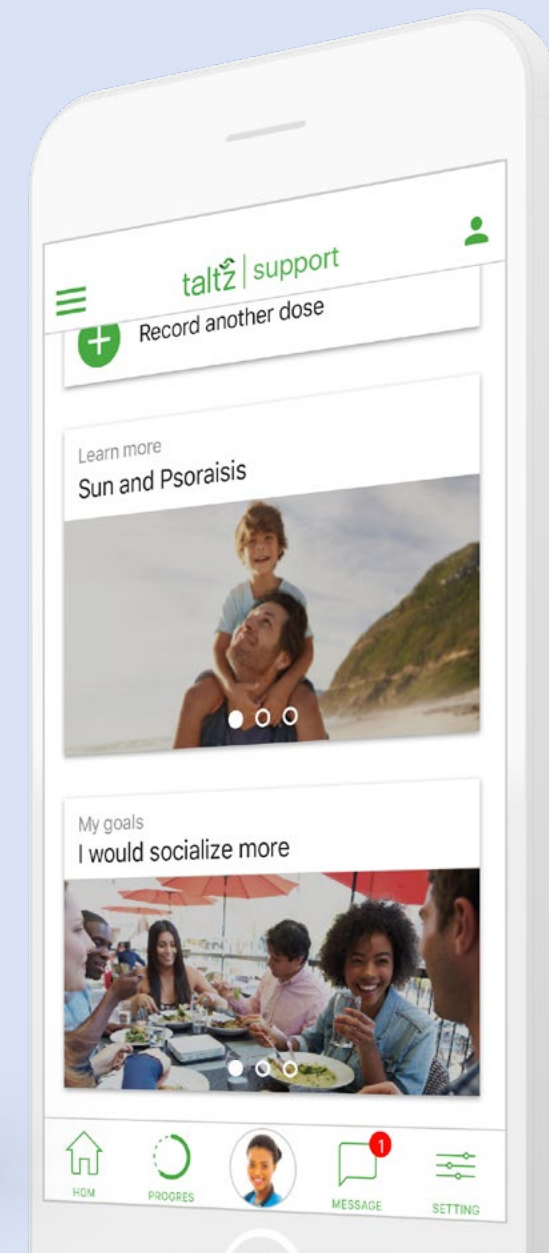 taltz | support
Record another dose
Learn more
Sun and Psoraisis
My goals
I would socialize more
1
HOM
PROGRES
MESSAGE
SETTING